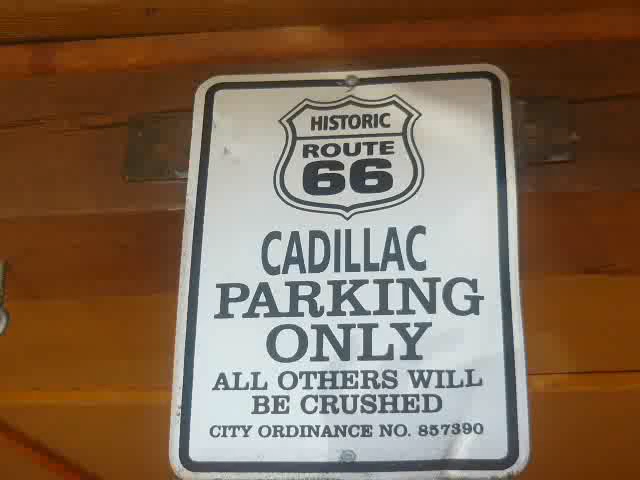 HISTORIC
ROUTE
66
CADILLAC
PARKING
ONLY
ALL OTHERS WILL
BE CRUSHED
CITY ORDINANCE NO. 857390